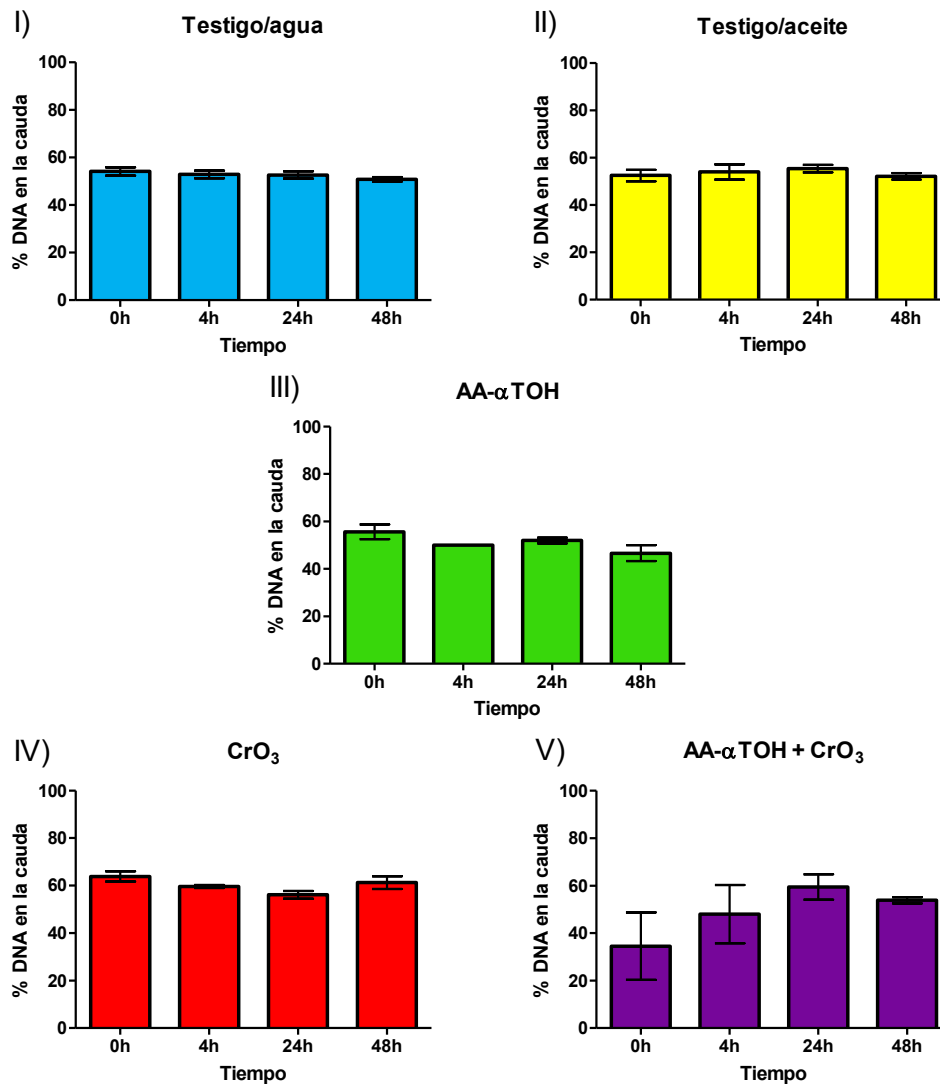 I)
Testigo/agua
% DNA en la cauda
100
80
60
40
20
0
0h 4h 24h 48h
Tiempo
II)
Testigo/aceite
% DNA en la cauda
100
80
60
40
20
0
0h 4h 24h 48h
Tiempo
III)
AA-αTOH
% DNA en la cauda
100
80
60
40
20
0
0h 4h 24h 48h
Tiempo
IV)
CrO₃
% DNA en la cauda
100
80
60
40
20
0
0h 4h 24h 48h
Tiempo
V)
AA-αTOH + CrO₃
% DNA en la cauda
100
80
60
40
20
0
0h 4h 24h 48h
Tiempo